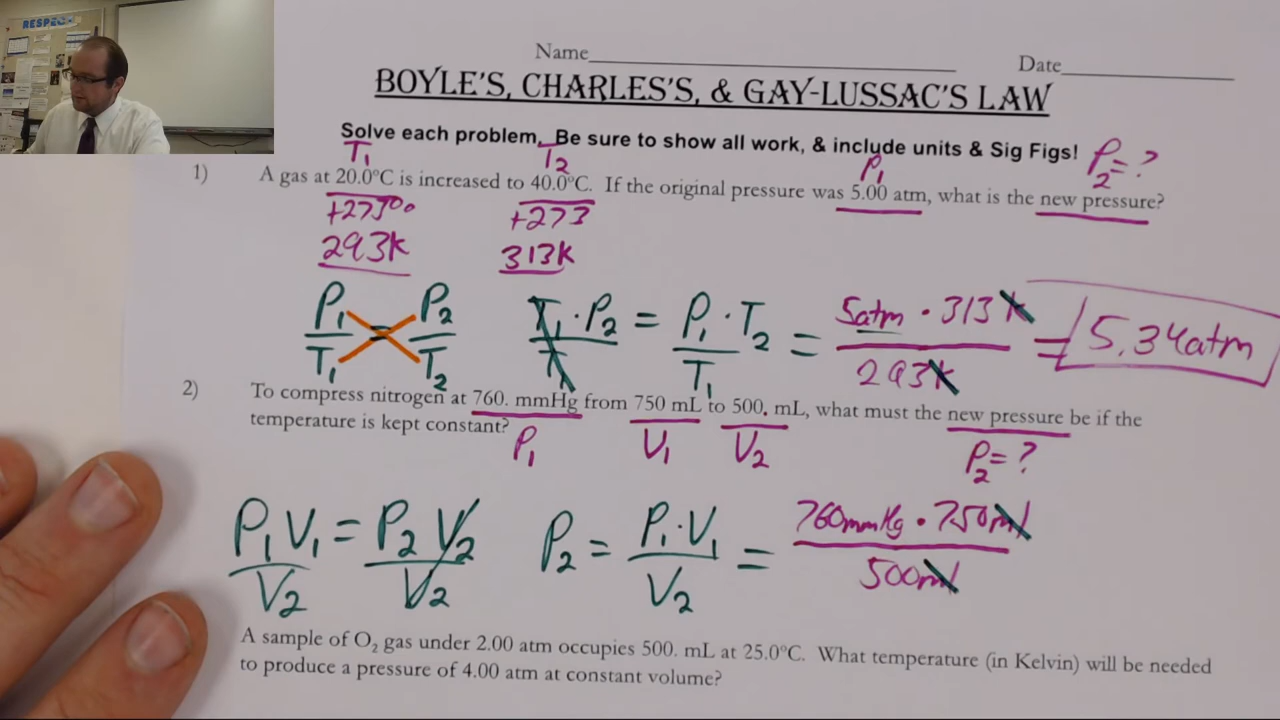 RESPEC
Name
Date
BOYLE'S, CHARLES'S, & GAY-LUSSAC'S LAW
Solve each problem. Be sure to show all work, & include units & Sig Figs!
T₁ T₂ P₁ P₂=?
1) A gas at 20.0°C is increased to 40.0°C. If the original pressure was 5.00 atm, what is the new pressure?
+273 +273
293K 313K
P₁/T₁ = P₂/T₂ T₁·P₂/T₁ = P₁·T₂/T₁ = 5atm·313K/293K = 5.34atm
2) To compress nitrogen at 760. mmHg from 750 mL to 500. mL, what must the new pressure be if the
temperature is kept constant?
P₁ V₁ V₂ P₂=?
P₁V₁/V₂ = P₂V₂/V₂ P₂ = P₁·V₁/V₂ = 760mmHg·750ml/500ml
A sample of O₂ gas under 2.00 atm occupies 500. mL at 25.0°C. What temperature (in Kelvin) will be needed
to produce a pressure of 4.00 atm at constant volume?